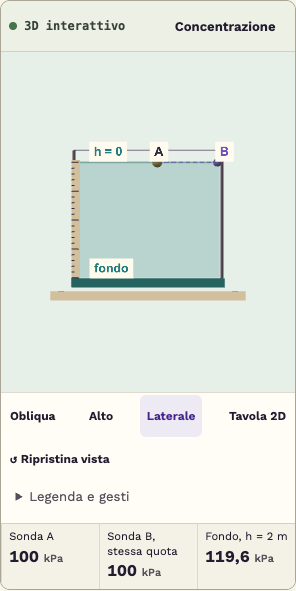 3D interattivo
Concentrazione
h = 0
A
B
fondo
Obliqua
Alto
Laterale
Tavola 2D
↺ Ripristina vista
▶ Legenda e gesti
Sonda A
100 kPa
Sonda B,
stessa quota
100 kPa
Fondo, h = 2 m
119,6 kPa